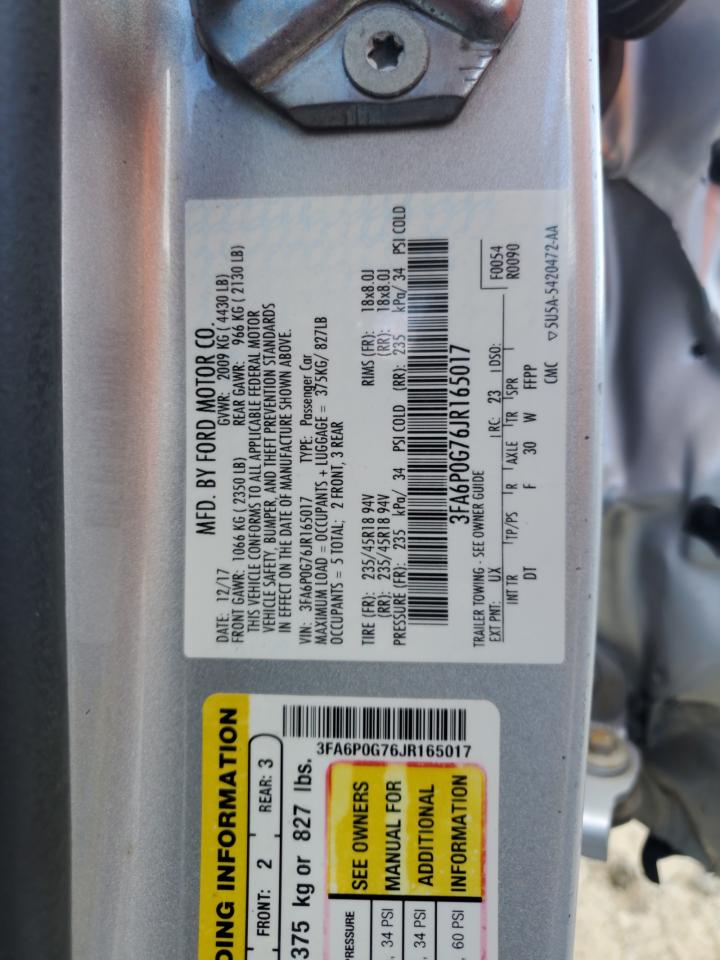 MFD. BY FORD MOTOR CO.
DATE: 12/17 GVWR: 2009 KG ( 4430 LB)
FRONT GAWR: 1066 KG ( 2350 LB) REAR GAWR: 966 KG ( 2130 LB)
THIS VEHICLE CONFORMS TO ALL APPLICABLE FEDERAL MOTOR
VEHICLE SAFETY, BUMPER, AND THEFT PREVENTION STANDARDS
IN EFFECT ON THE DATE OF MANUFACTURE SHOWN ABOVE.
VIN: 3FA6P0G76JR165017 TYPE: Passenger Car
MAXIMUM LOAD = OCCUPANTS + LUGGAGE = 375KG/ 827LB
OCCUPANTS = 5 TOTAL; 2 FRONT, 3 REAR
TIRE (FR): 235/45R18 94V RIMS (FR): 18x8.0J
(RR): 235/45R18 94V (RR): 18x8.0J
PRESSURE (FR): 235 kPa/ 34 PSI COLD (RR): 235 kPa/ 34 PSI COLD
3FA6P0G76JR165017
TRAILER TOWING - SEE OWNER GUIDE F0054
EXT PNT: UX RC: 23 DSO: R0090
INT TR TP/PS R AXLE TR SPR
DT F 30 W FFPP
CMC ▽5U5A-5420472-AA
DING INFORMATION
FRONT: 2 REAR: 3
375 kg or 827 lbs.
3FA6P0G76JR165017
PRESSURE SEE OWNERS
, 34 PSI MANUAL FOR
, 34 PSI ADDITIONAL
, 60 PSI INFORMATION